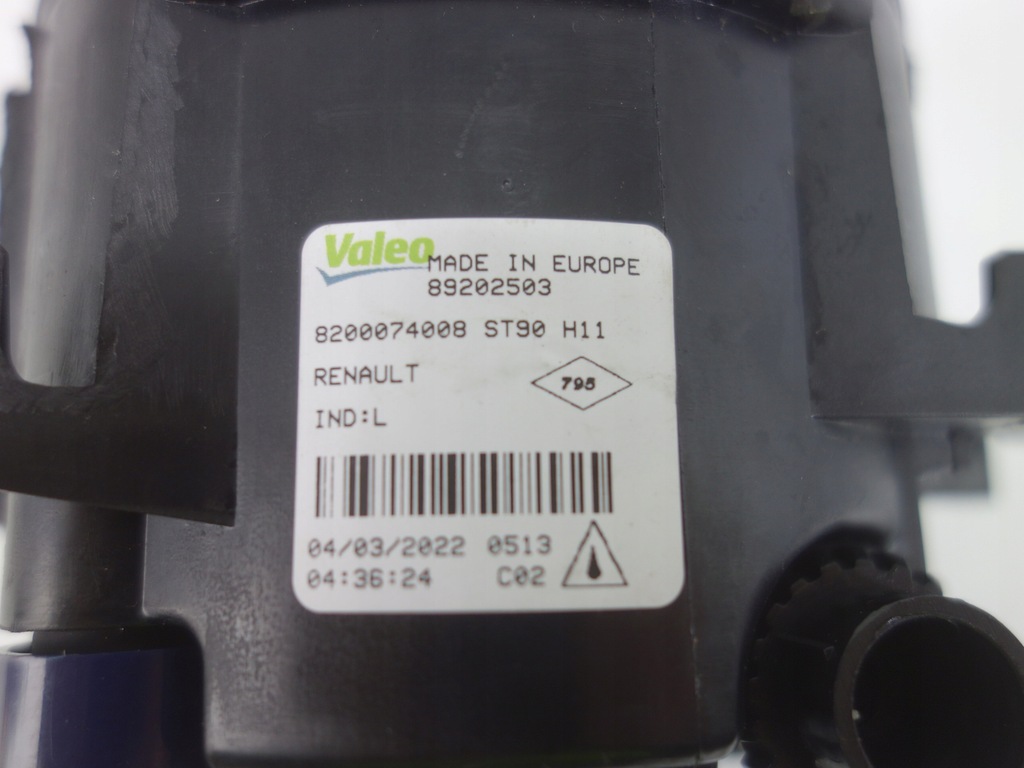 Valeo MADE IN EUROPE
89202503
8200074008 ST90 H11
RENAULT
795
IND:L
04/03/2022 0513
04:36:24 C02